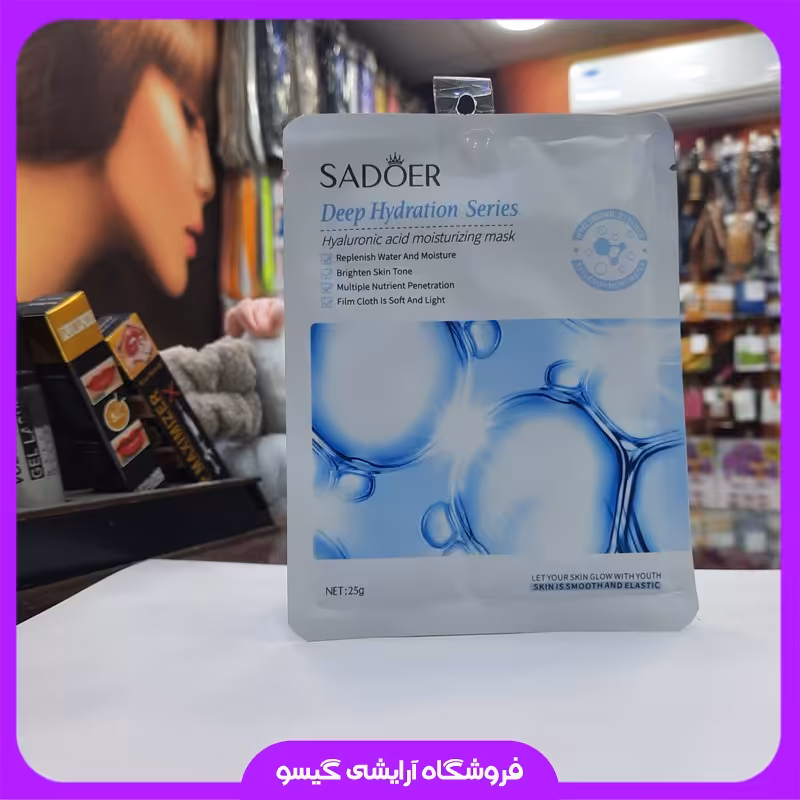 SADOER
Deep Hydration Series
Hyaluronic acid moisturizing mask
Replenish Water And Moisture
Brighten Skin Tone
Multiple Nutrient Penetration
Film Cloth Is Soft And Light
NET:25g
LET YOUR SKIN GLOW WITH YOUTH
SKIN IS SMOOTH AND ELASTIC
MAXIMIZER
GEL
فروشگاه آرایشی گیسو